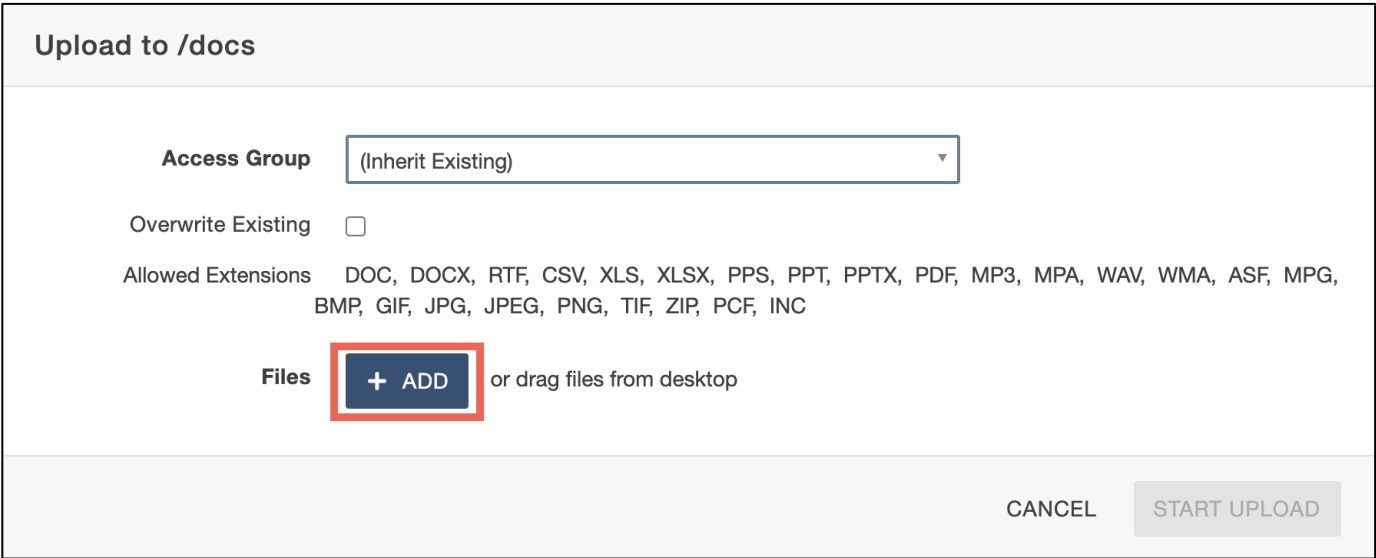 Upload to /docs
Access Group (Inherit Existing)
Overwrite Existing
Allowed Extensions DOC, DOCX, RTF, CSV, XLS, XLSX, PPS, PPT, PPTX, PDF, MP3, MPA, WAV, WMA, ASF, MPG,
BMP, GIF, JPG, JPEG, PNG, TIF, ZIP, PCF, INC
Files + ADD or drag files from desktop
CANCEL START UPLOAD